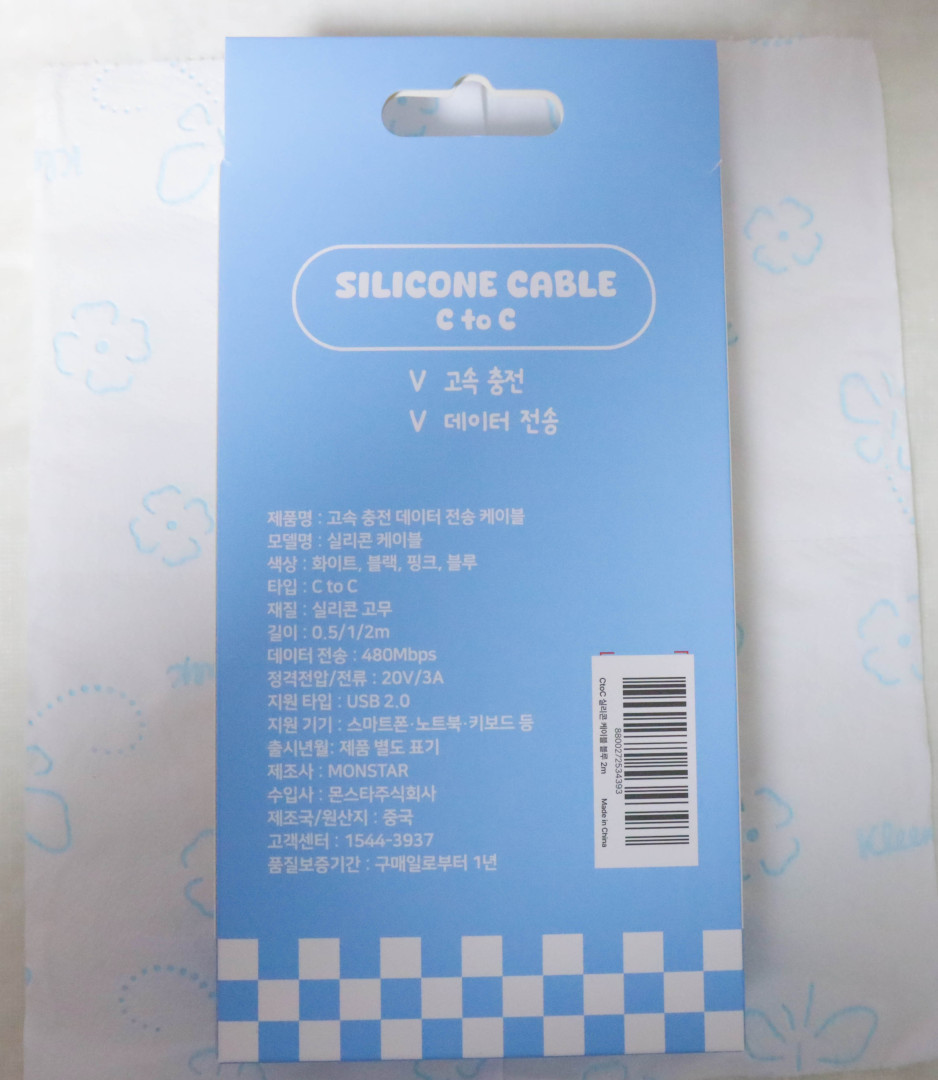 SILICONE CABLE
C to C
V 고속 충전
V 데이터 전송
제품명 : 고속 충전 데이터 전송 케이블
모델명 : 실리콘 케이블
색상 : 화이트, 블랙, 핑크, 블루
타입 : C to C
재질 : 실리콘 고무
길이 : 0.5/1/2m
데이터 전송 : 480Mbps
정격전압/전류 : 20V/3A
지원 타입 : USB 2.0
지원 기기 : 스마트폰·노트북·키보드 등
출시년월: 제품 별도 표기
제조사 : MONSTAR
수입사 : 몬스타주식회사
제조국/원산지 : 중국
고객센터 : 1544-3937
품질보증기간 : 구매일로부터 1년
CtoC 실리콘 케이블 블루 2m
8800272534393
Made in China